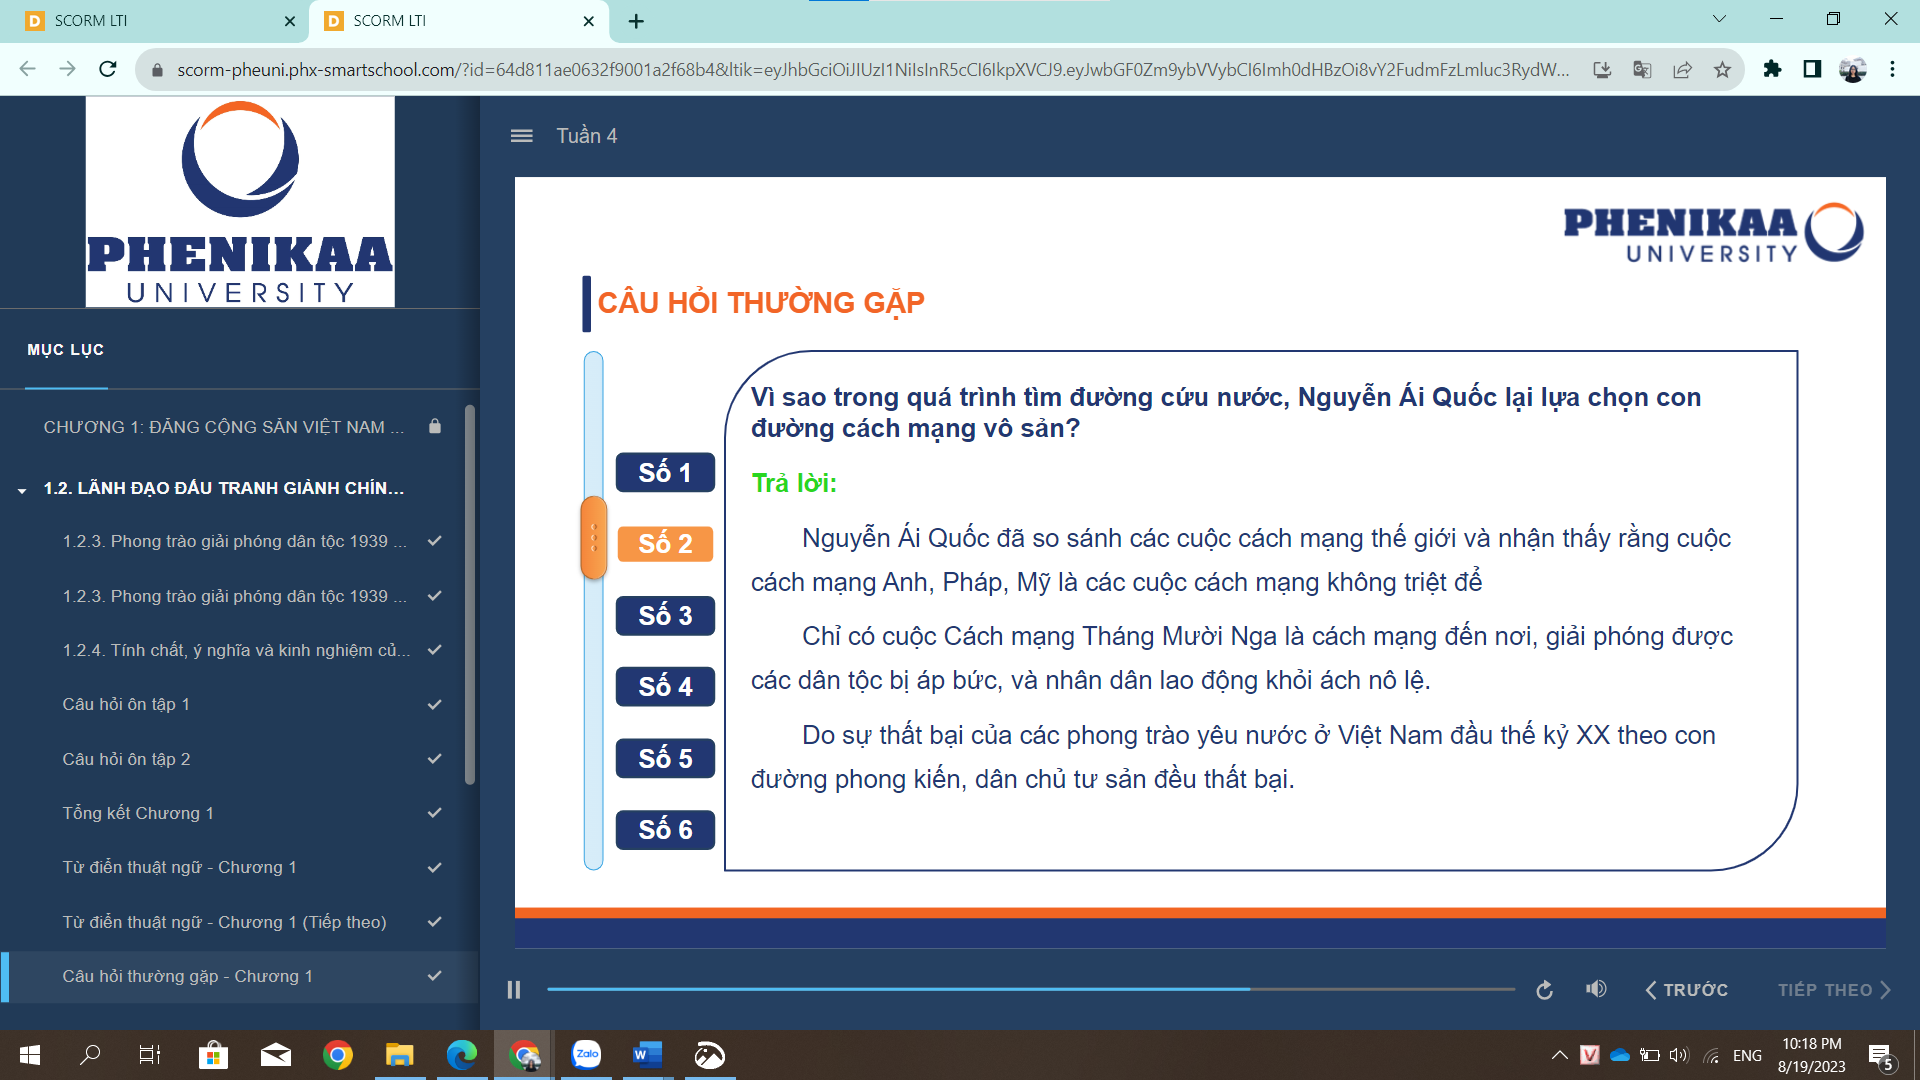 SCORM LTI
SCORM LTI
scorm-pheuni.phx-smartschool.com/?id=64d811ae0632f9001a2f68b4&ltik=eyJhbGciOiJIUzI1NiIsInR5cCI6IkpXVCJ9.eyJwbGF0Zm9ybVVybCI6Imh0dHBzOi8vY2FudmFzLmluc3RydW...
PHENIKAA
UNIVERSITY
MỤC LỤC
CHƯƠNG 1: ĐẢNG CỘNG SẢN VIỆT NAM ...
1.2. LÃNH ĐẠO ĐẤU TRANH GIÀNH CHÍN...
1.2.3. Phong trào giải phóng dân tộc 1939 ...
1.2.3. Phong trào giải phóng dân tộc 1939 ...
1.2.4. Tính chất, ý nghĩa và kinh nghiệm củ...
Câu hỏi ôn tập 1
Câu hỏi ôn tập 2
Tổng kết Chương 1
Từ điển thuật ngữ - Chương 1
Từ điển thuật ngữ - Chương 1 (Tiếp theo)
Câu hỏi thường gặp - Chương 1
Tuần 4
PHENIKAA
UNIVERSITY
CÂU HỎI THƯỜNG GẶP
Số 1
Số 2
Số 3
Số 4
Số 5
Số 6
Vì sao trong quá trình tìm đường cứu nước, Nguyễn Ái Quốc lại lựa chọn con
đường cách mạng vô sản?
Trả lời:
Nguyễn Ái Quốc đã so sánh các cuộc cách mạng thế giới và nhận thấy rằng cuộc
cách mạng Anh, Pháp, Mỹ là các cuộc cách mạng không triệt để
Chỉ có cuộc Cách mạng Tháng Mười Nga là cách mạng đến nơi, giải phóng được
các dân tộc bị áp bức, và nhân dân lao động khỏi ách nô lệ.
Do sự thất bại của các phong trào yêu nước ở Việt Nam đầu thế kỷ XX theo con
đường phong kiến, dân chủ tư sản đều thất bại.
TRƯỚC
TIẾP THEO
Zalo
ENG
10:18 PM
8/19/2023
5